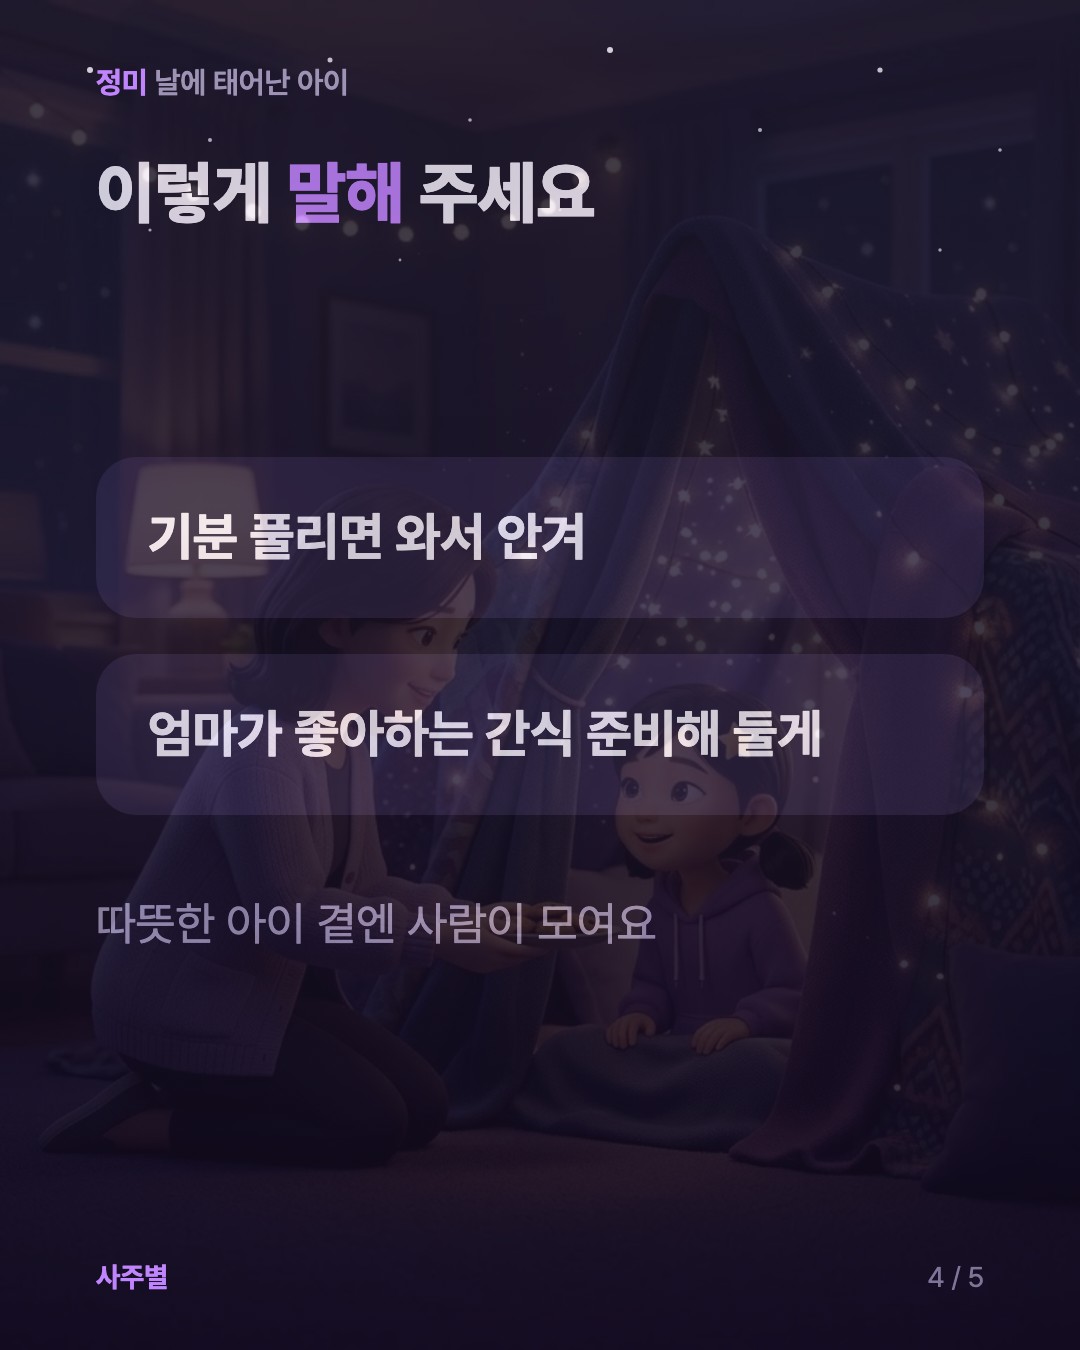 정미 날에 태어난 아이
이렇게 말해 주세요
기분 풀리면 와서 안겨
엄마가 좋아하는 간식 준비해 둘게
따뜻한 아이 곁엔 사람이 모여요
사주별
4 / 5